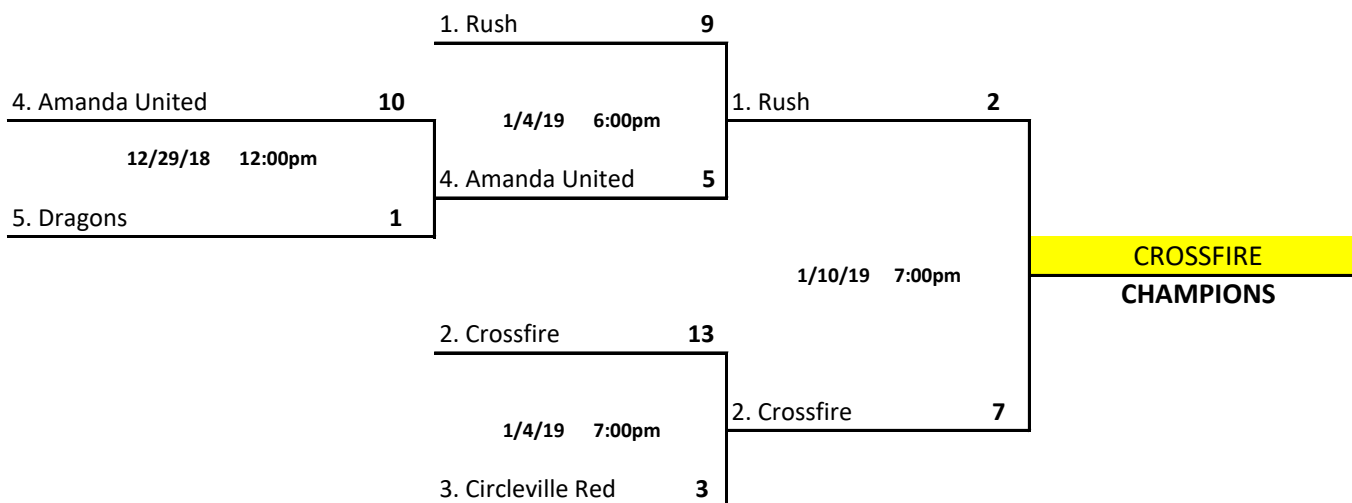 1. Rush 9
4. Amanda United 10
1. Rush 2
1/4/19 6:00pm
12/29/18 12:00pm
4. Amanda United 5
5. Dragons 1
CROSSFIRE
1/10/19 7:00pm
CHAMPIONS
2. Crossfire 13
2. Crossfire 7
1/4/19 7:00pm
3. Circleville Red 3